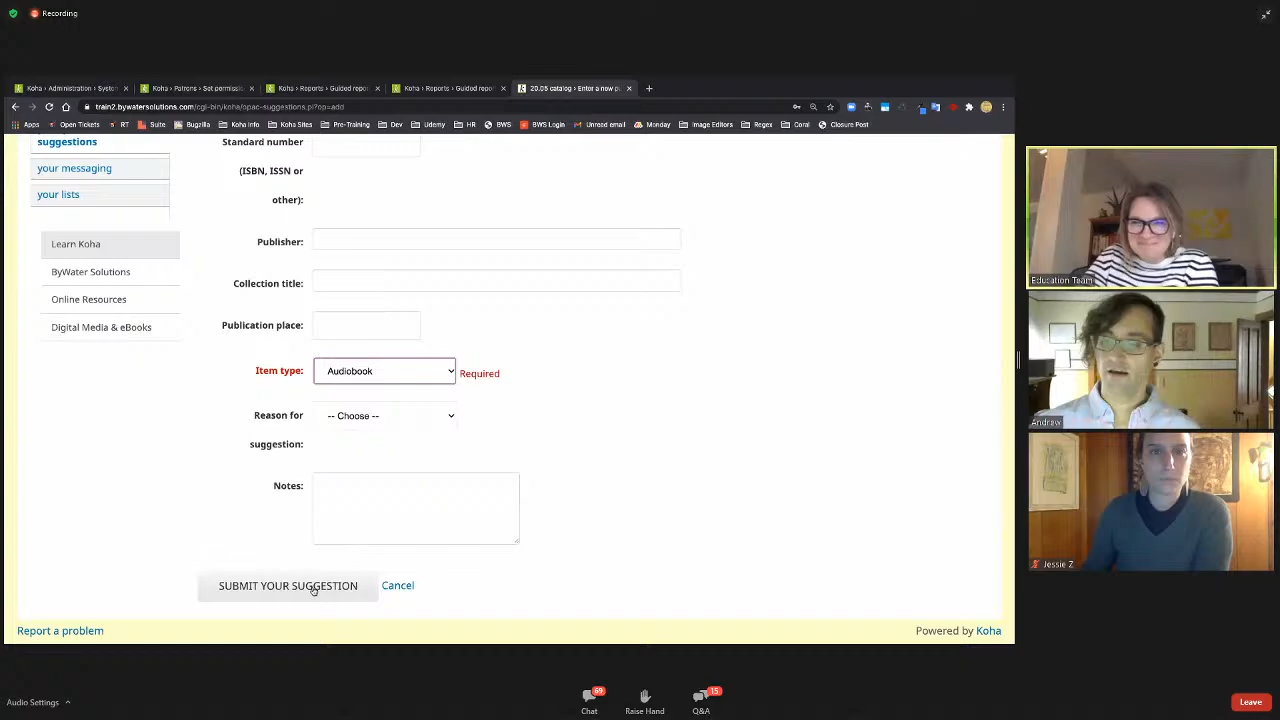 Recording
Koha › Administration › System
Koha › Patrons › Set permissi
Koha › Reports › Guided repor
Koha › Reports › Guided repor
20.05 catalog › Enter a new pu
train2.bywatersolutions.com/cgi-bin/koha/opac-suggestions.pl?op=add
Apps Open Tickets RT Suite Bugzilla Koha Info Koha Sites Pre-Training Dev Udemy HR BWS BWS Login Unread email Monday Image Editors Regex Coral Closure Post
suggestions
your messaging
your lists
Learn Koha
ByWater Solutions
Online Resources
Digital Media & eBooks
Standard number
(ISBN, ISSN or
other):
Publisher:
Collection title:
Publication place:
Item type:
Audiobook
Required
Reason for
suggestion:
-- Choose --
Notes:
SUBMIT YOUR SUGGESTION
Cancel
Report a problem
Powered by Koha
Education Team
Andrew
Jessie Z
Audio Settings
69
Chat
Raise Hand
15
Q&A
Leave